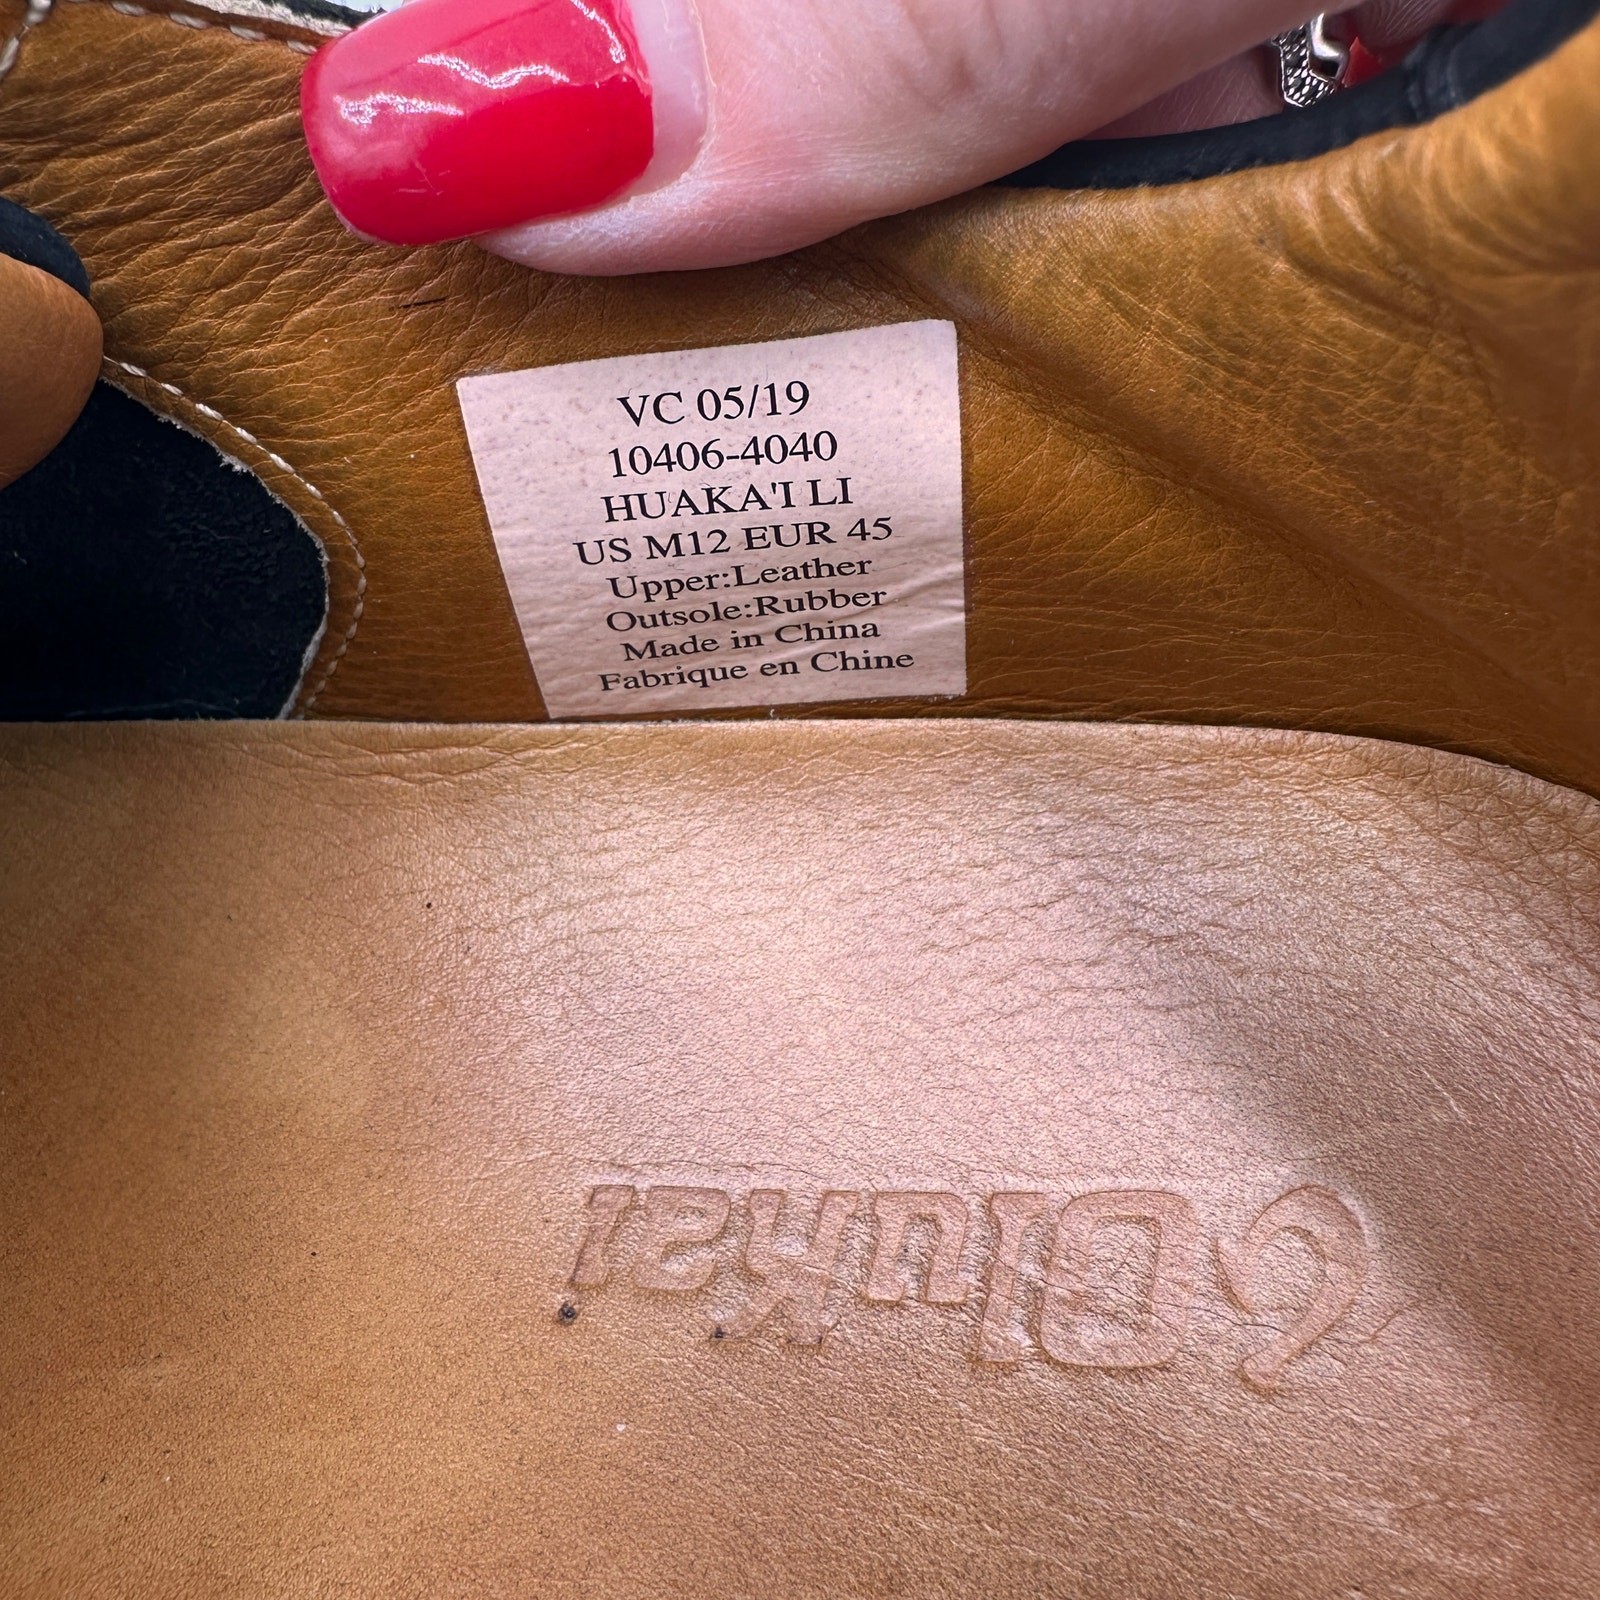 VC 05/19
10406-4040
HUAKA'I LI
US M12 EUR 45
Upper:Leather
Outsole:Rubber
Made in China
Fabrique en Chine
OluKai